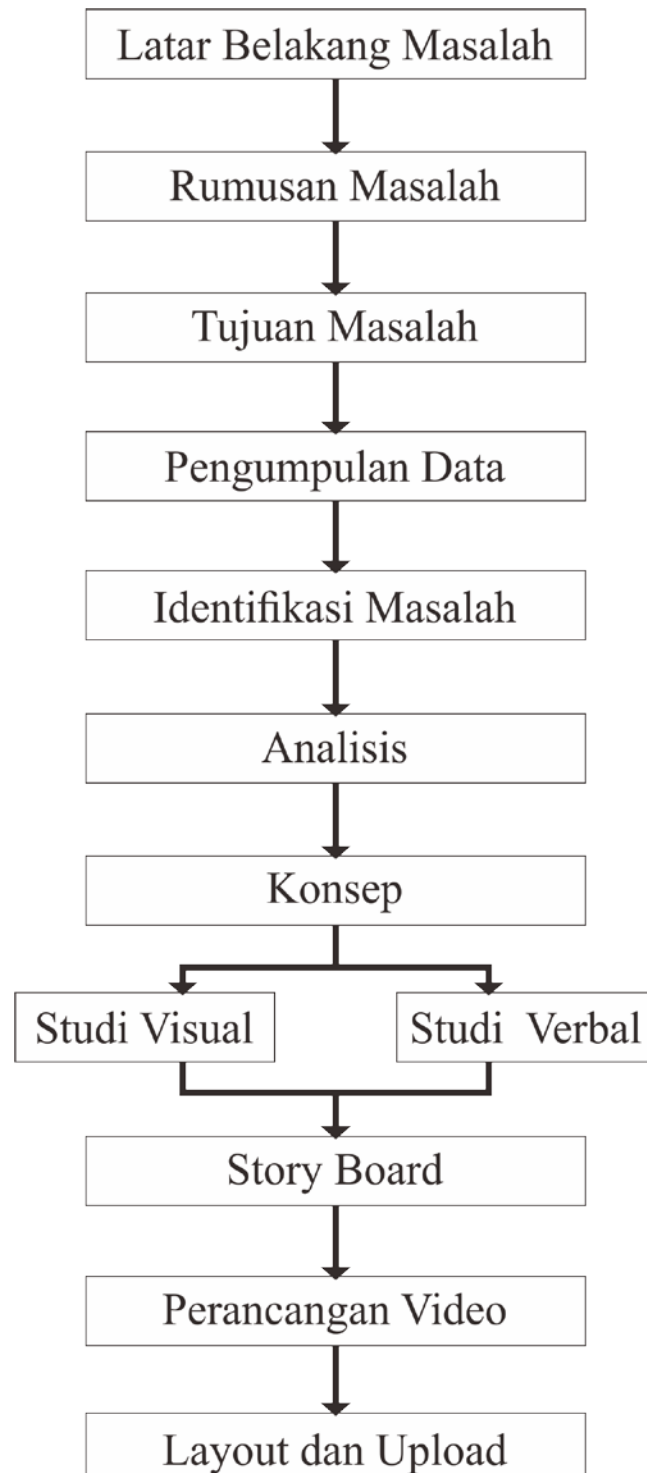 Latar Belakang Masalah
Rumusan Masalah
Tujuan Masalah
Pengumpulan Data
Identifikasi Masalah
Analisis
Konsep
Studi Visual
Studi Verbal
Story Board
Perancangan Video
Layout dan Upload